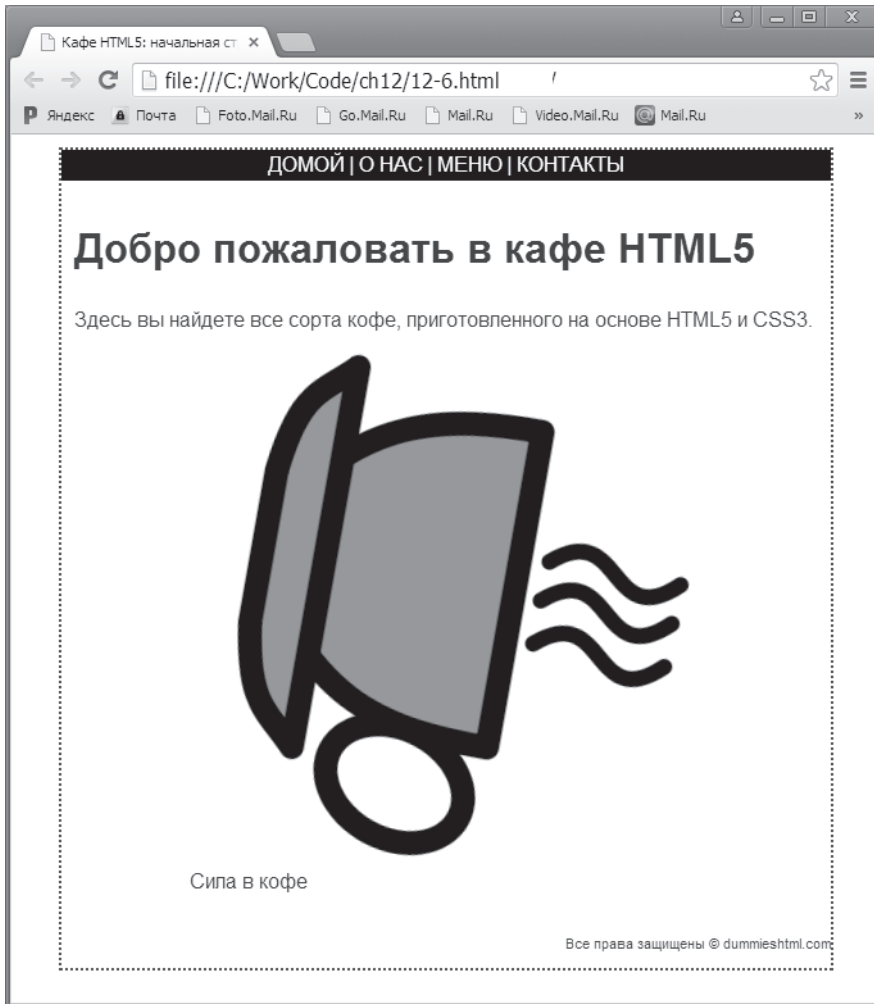 Кафе HTML5: начальная ст
file:///C:/Work/Code/ch12/12-6.html
Яндекс Почта Foto.Mail.Ru Go.Mail.Ru Mail.Ru Video.Mail.Ru Mail.Ru »
ДОМОЙ | О НАС | МЕНЮ | КОНТАКТЫ
Добро пожаловать в кафе HTML5
Здесь вы найдете все сорта кофе, приготовленного на основе HTML5 и CSS3.
Сила в кофе
Все права защищены © dummieshtml.com